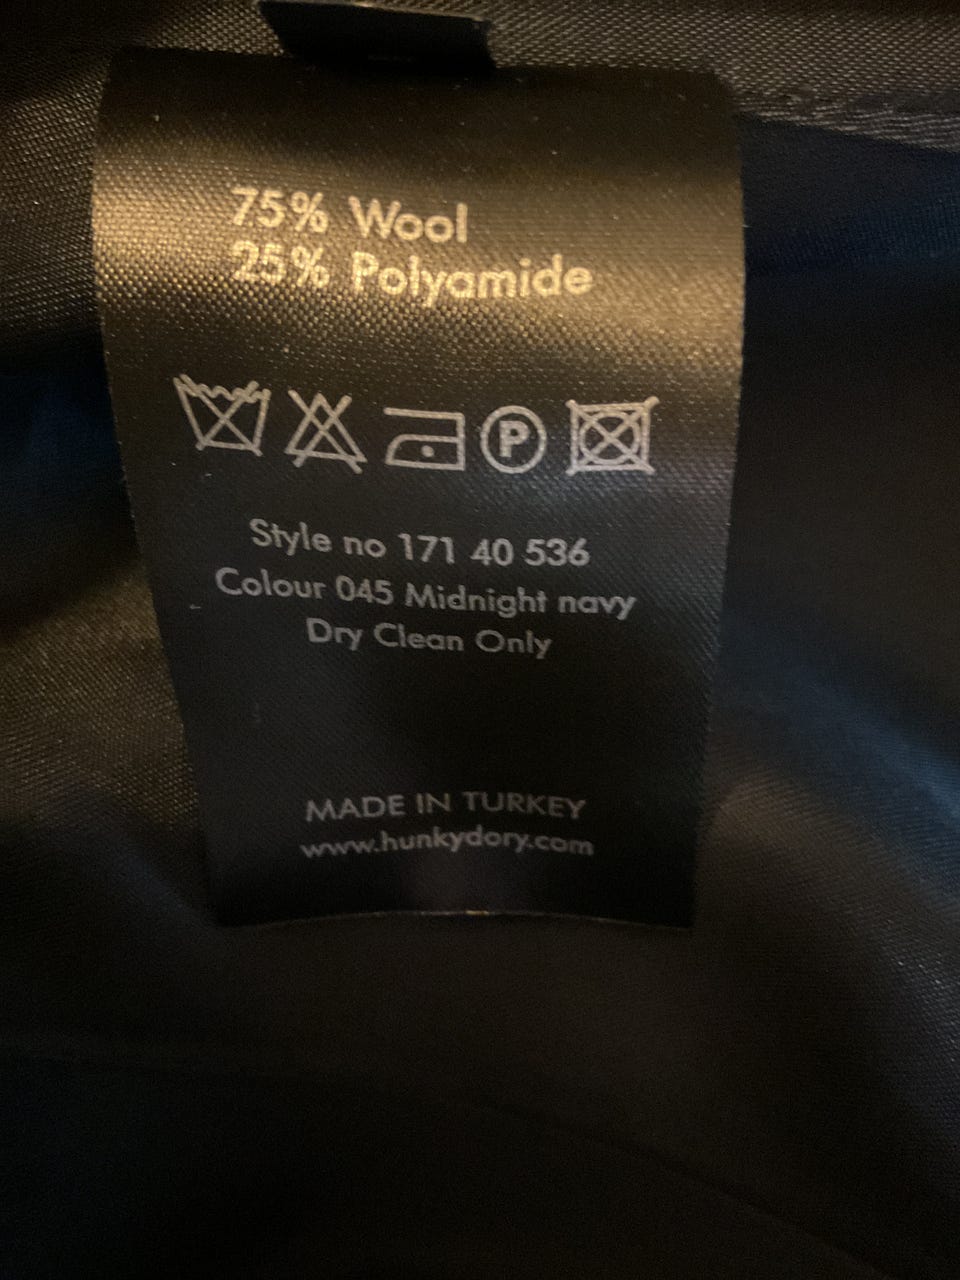 75% Wool
25% Polyamide
P
Style no 171 40 536
Colour 045 Midnight navy
Dry Clean Only
MADE IN TURKEY
www.hunkydory.com